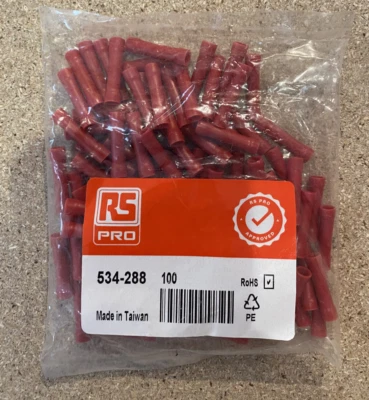 RS
PRO
RS PRO
APPROVED
534-288 100
RoHS
Made in Taiwan
PE